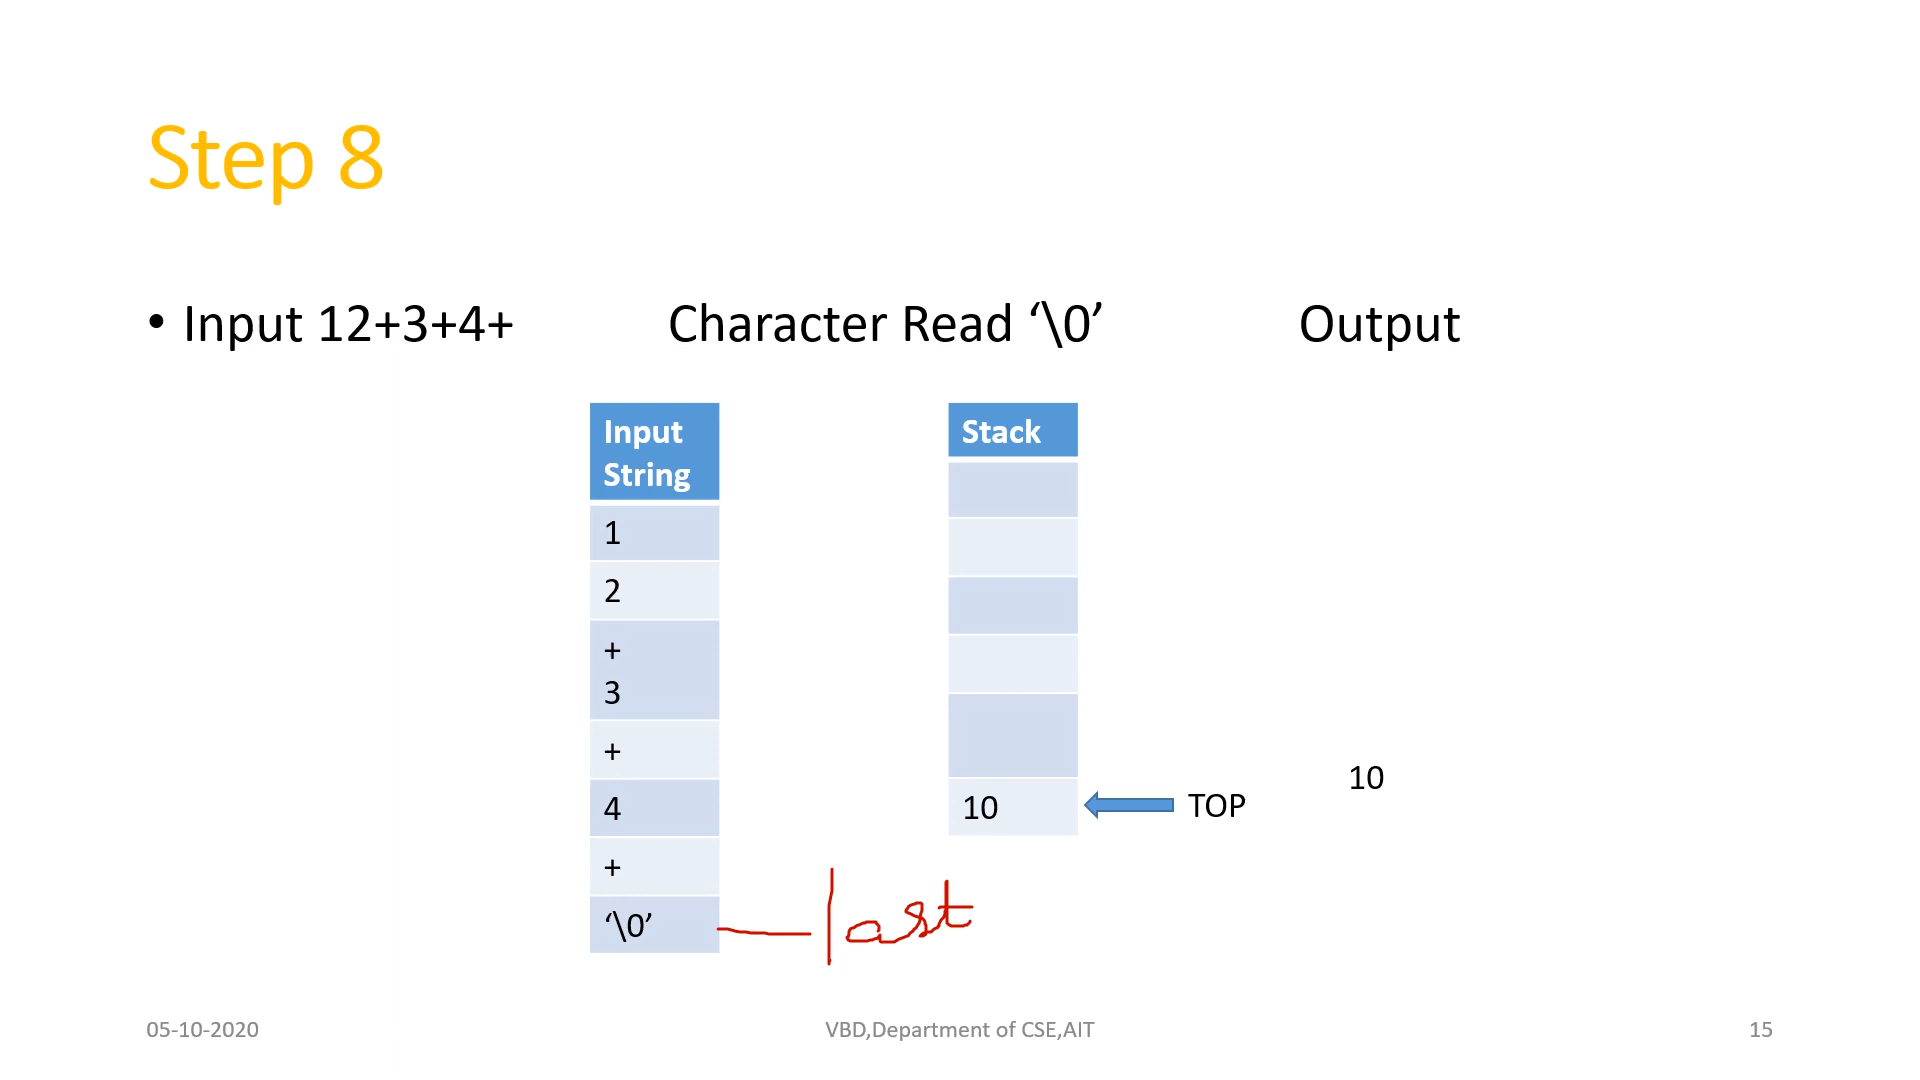 Step 8
• Input 12+3+4+ Character Read ‘\0’ Output
Input
String
1
2
+
3
+
4
+
‘\0’
Stack
10
TOP
10
last
05-10-2020
VBD,Department of CSE,AIT
15